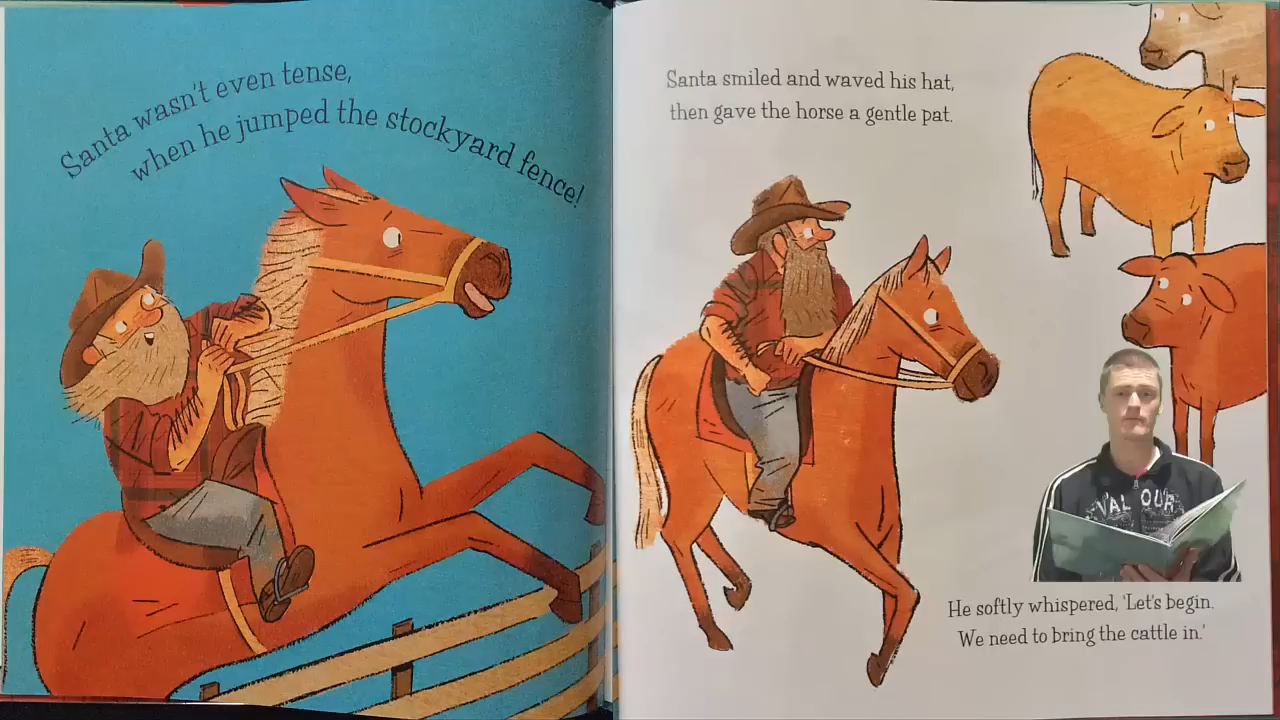 Santa wasn't even tense,
when he jumped the stockyard fence!
Santa smiled and waved his hat,
then gave the horse a gentle pat.
VALOUR
He softly whispered, 'Let's begin.
We need to bring the cattle in.'